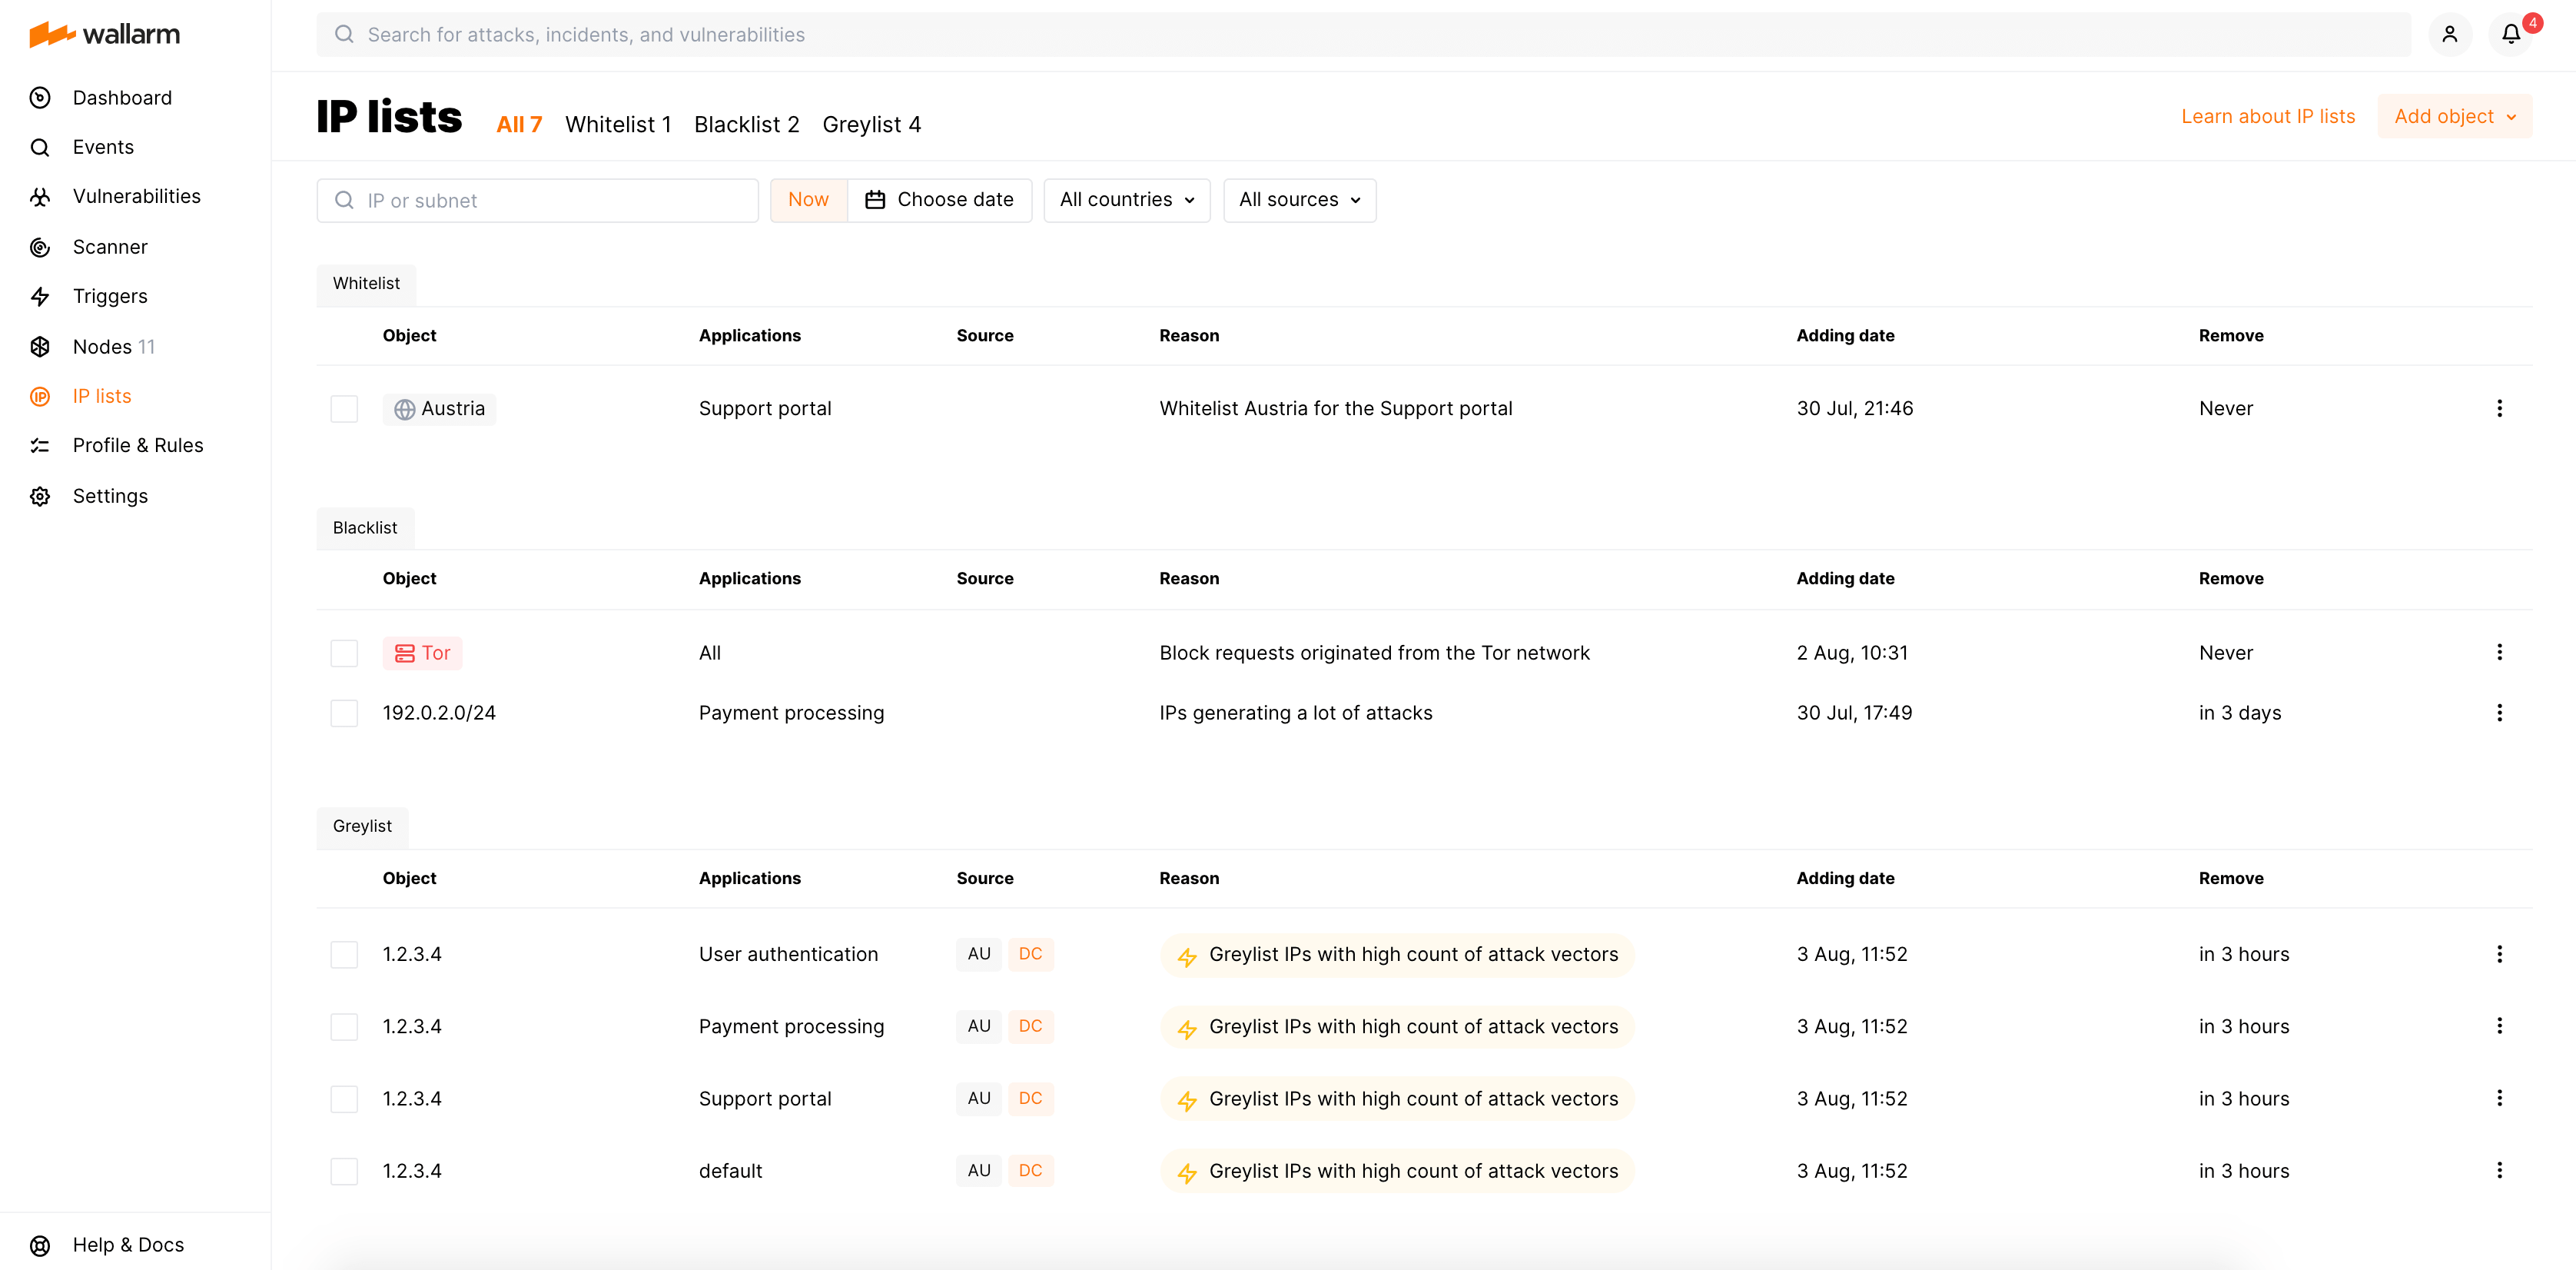 wallarm
Search for attacks, incidents, and vulnerabilities
4
Dashboard
Events
Vulnerabilities
Scanner
Triggers
Nodes 11
IP lists
Profile & Rules
Settings
Help & Docs
IP lists All 7 Whitelist 1 Blacklist 2 Greylist 4 Learn about IP lists Add object
IP or subnet Now Choose date All countries All sources
Whitelist
Object Applications Source Reason Adding date Remove
Austria Support portal Whitelist Austria for the Support portal 30 Jul, 21:46 Never
Blacklist
Object Applications Source Reason Adding date Remove
Tor All Block requests originated from the Tor network 2 Aug, 10:31 Never
192.0.2.0/24 Payment processing IPs generating a lot of attacks 30 Jul, 17:49 in 3 days
Greylist
Object Applications Source Reason Adding date Remove
1.2.3.4 User authentication AU DC Greylist IPs with high count of attack vectors 3 Aug, 11:52 in 3 hours
1.2.3.4 Payment processing AU DC Greylist IPs with high count of attack vectors 3 Aug, 11:52 in 3 hours
1.2.3.4 Support portal AU DC Greylist IPs with high count of attack vectors 3 Aug, 11:52 in 3 hours
1.2.3.4 default AU DC Greylist IPs with high count of attack vectors 3 Aug, 11:52 in 3 hours